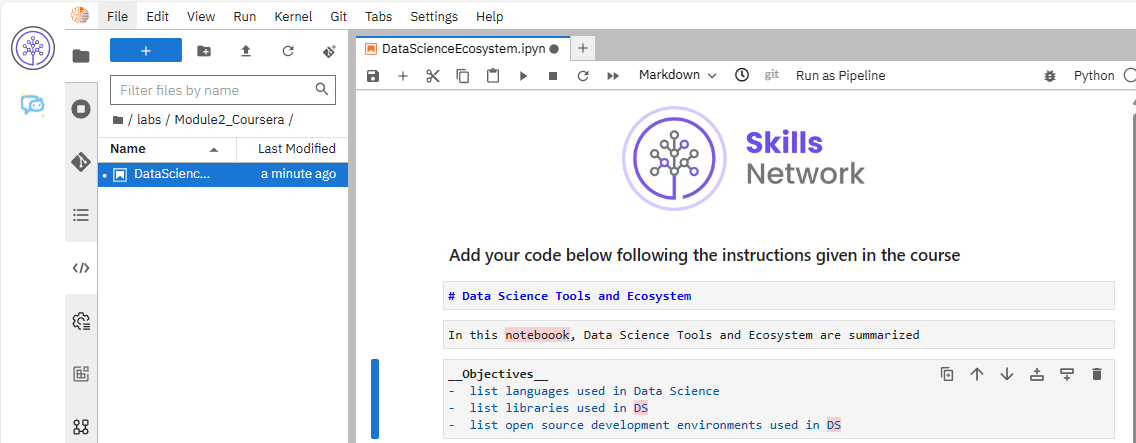 File Edit View Run Kernel Git Tabs Settings Help
+
Filter files by name
/ labs / Module2_Coursera /
Name Last Modified
DataScienc... a minute ago
DataScienceEcosystem.ipyn
+
Markdown git Run as Pipeline Python
Skills
Network
Add your code below following the instructions given in the course
# Data Science Tools and Ecosystem
In this noteboook, Data Science Tools and Ecosystem are summarized
__Objectives__
- list languages used in Data Science
- list libraries used in DS
- list open source development environments used in DS